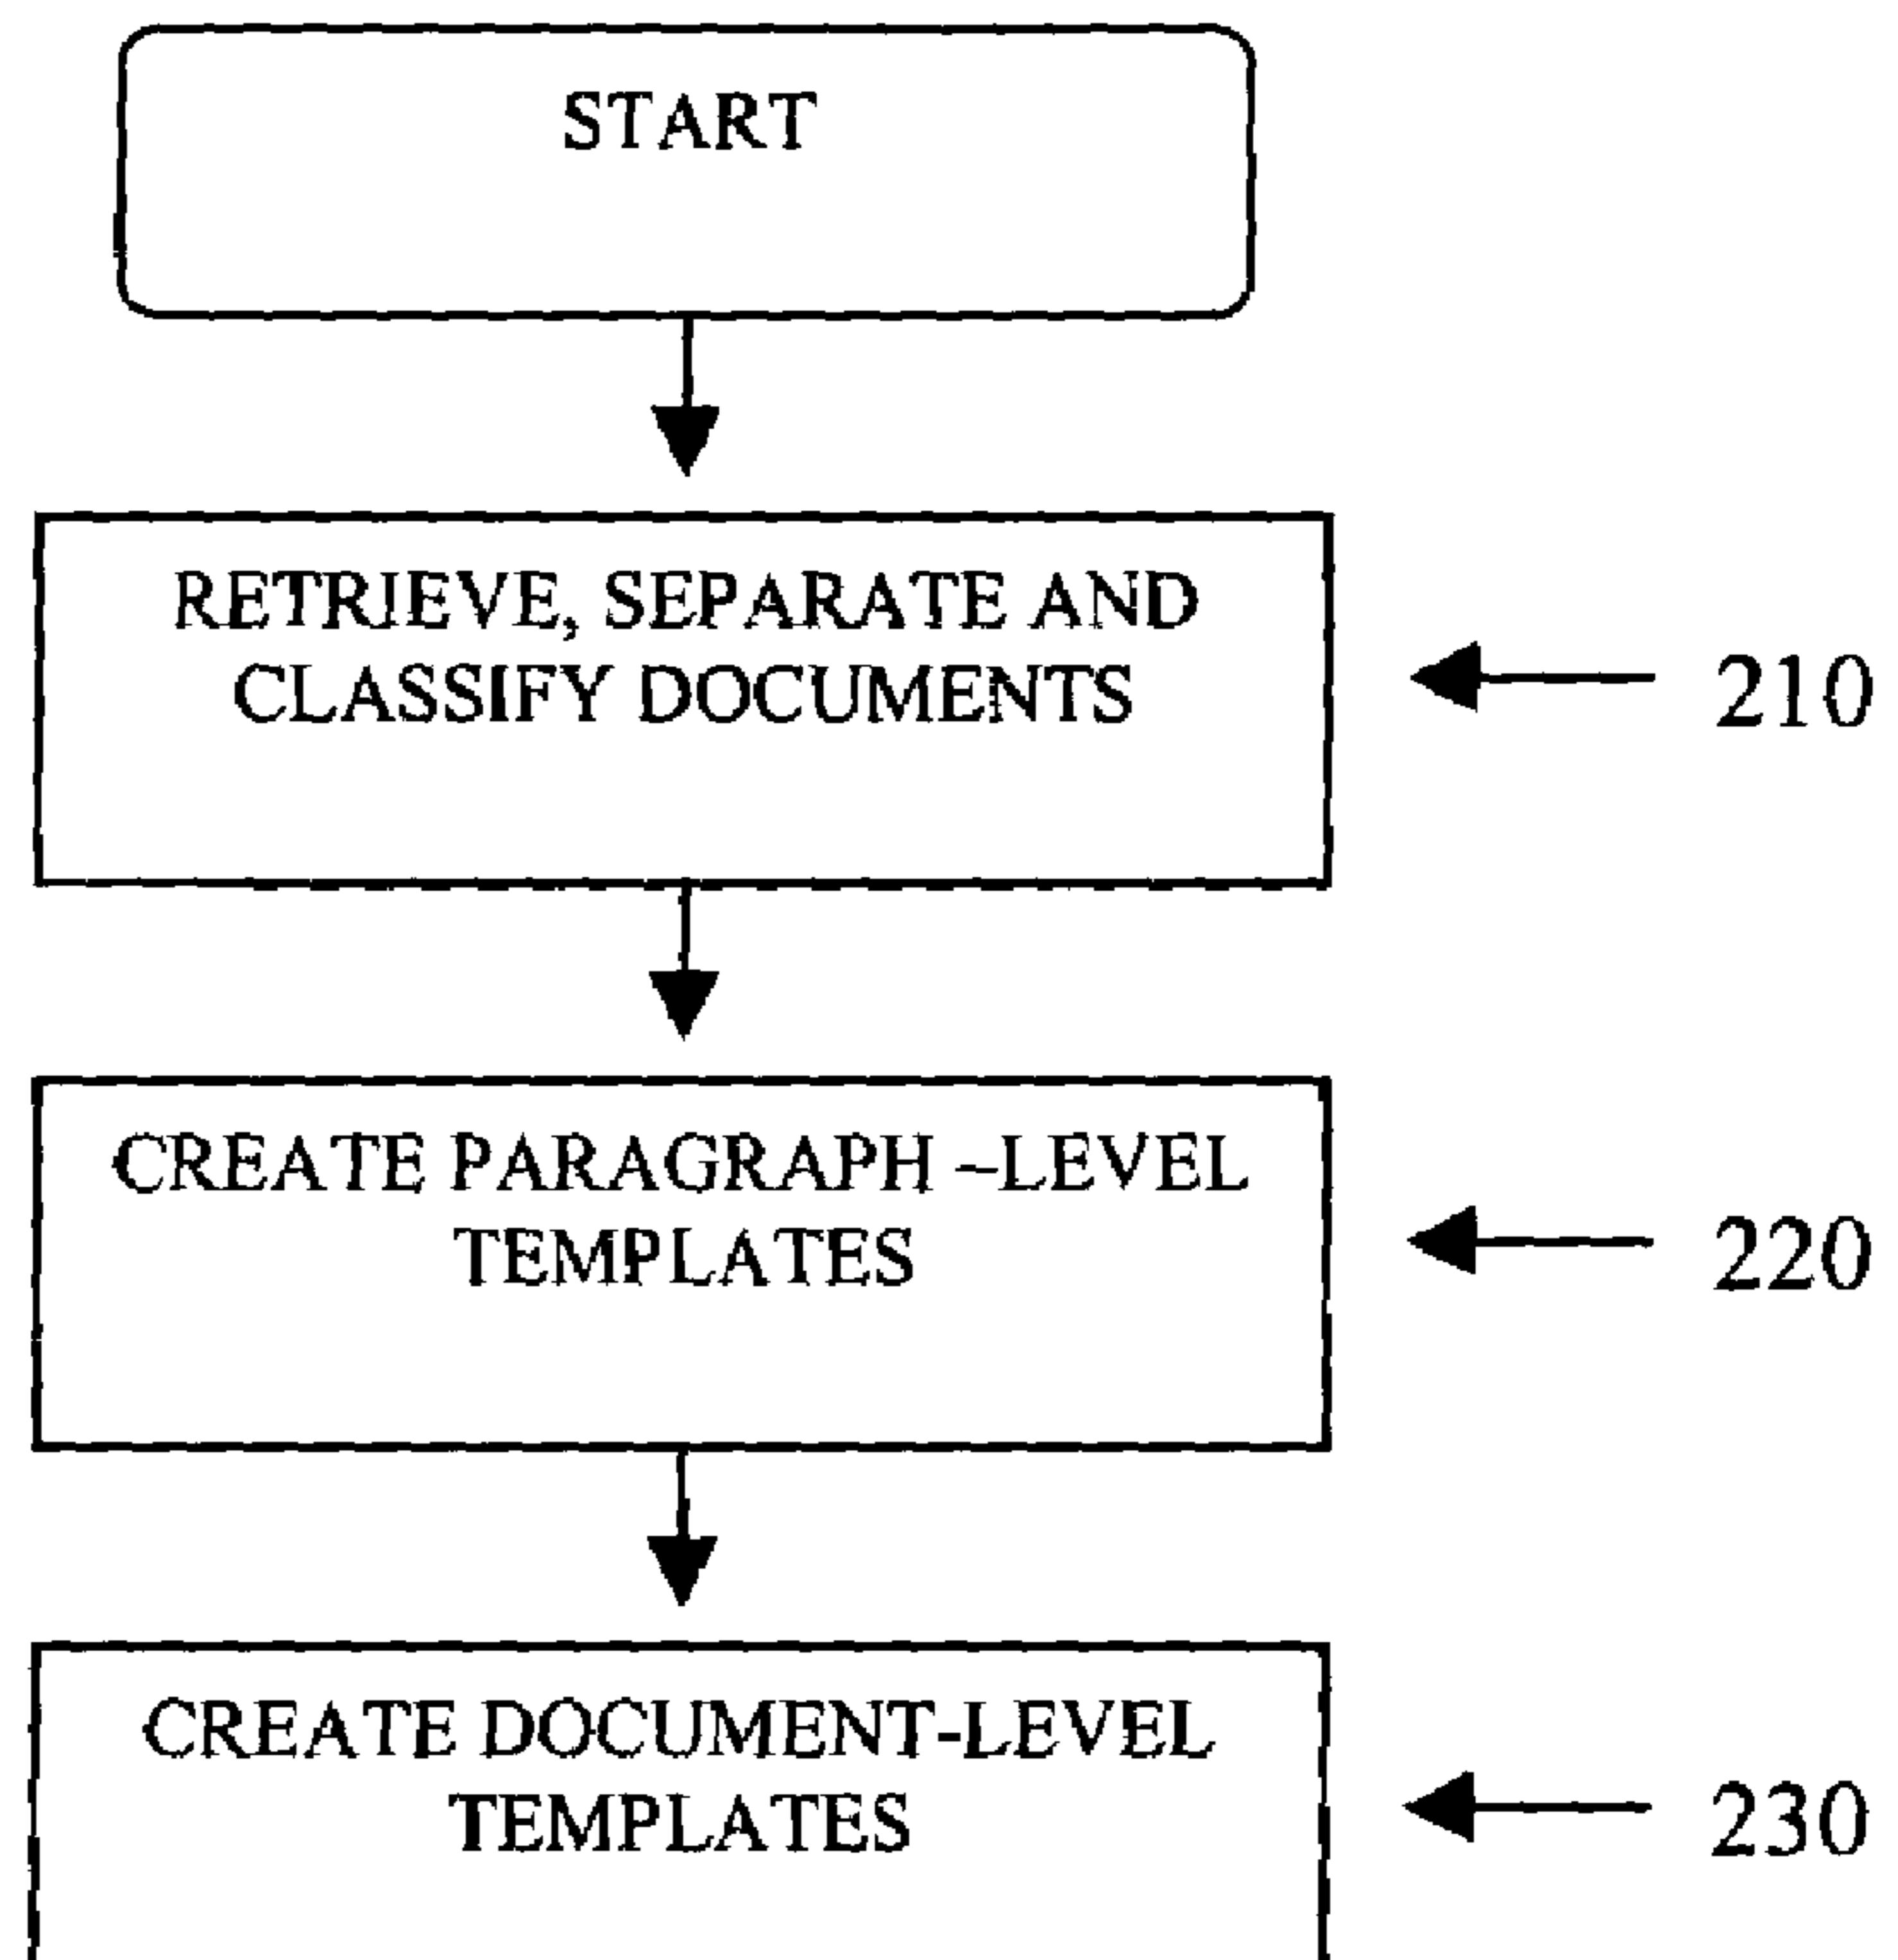 START
RETRIEVE, SEPARATE AND
CLASSIFY DOCUMENTS
210
CREATE PARAGRAPH –LEVEL
TEMPLATES
220
CREATE DOCUMENT-LEVEL
TEMPLATES
230